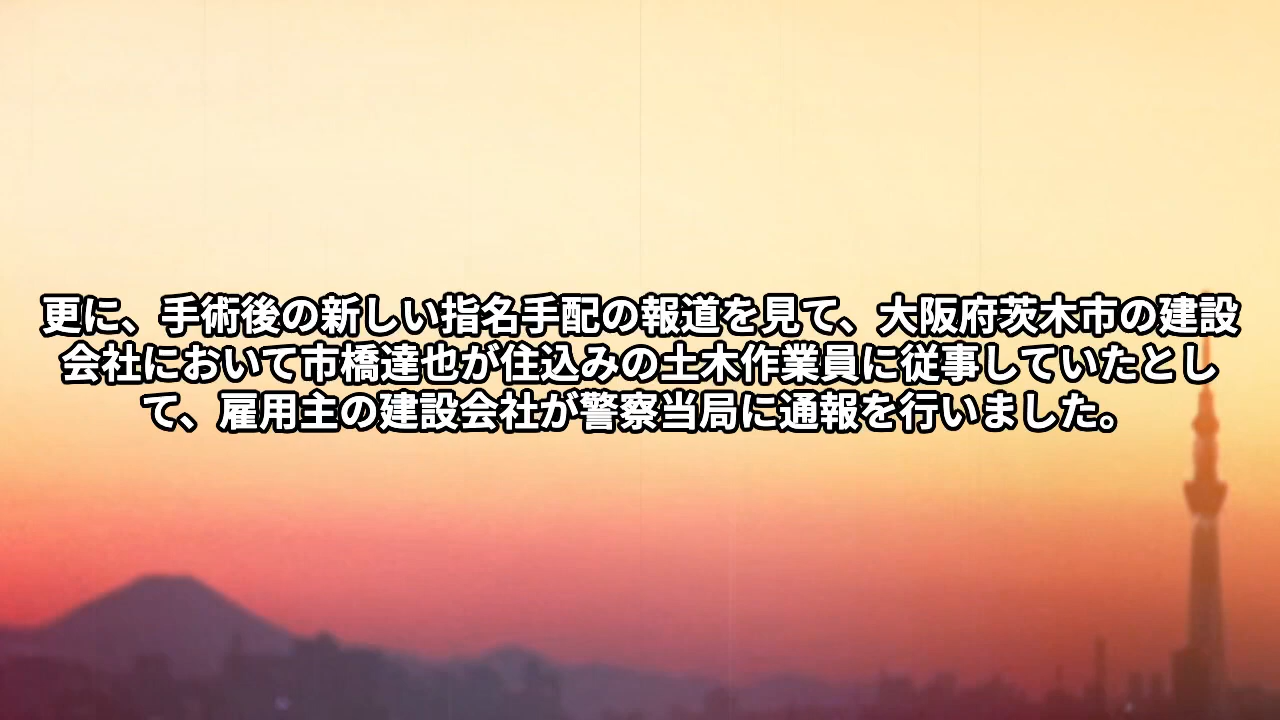 更に、手術後の新しい指名手配の報道を見て、大阪府茨木市の建設
会社において市橋達也が住込みの土木作業員に従事していたとし
て、雇用主の建設会社が警察当局に通報を行いました。